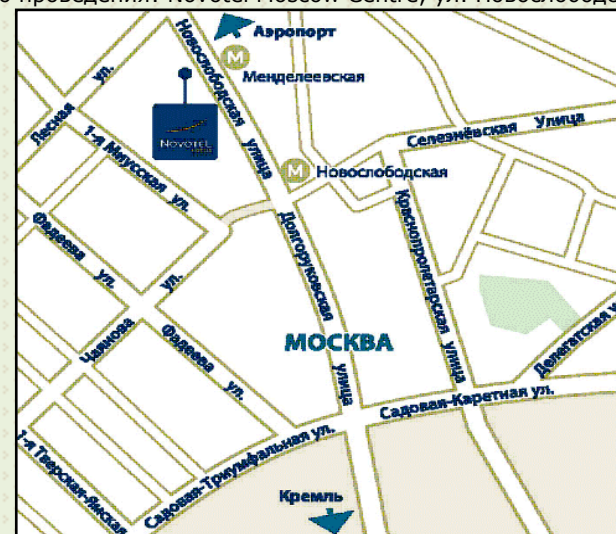 проведения: Novotel Moscow Centre, ул. Новослободс
Аэропорт
Менделеевская
Новослободская улица
Лесная ул.
NOVOTEL
1-я Миусская ул.
Селезнёвская Улица
Новослободская
Краснопролетарская улица
Долгоруковская улица
Фадеева ул.
Чаянова ул.
Фадеева ул.
МОСКВА
Делегатская у
Садовая-Каретная ул.
Садовая-Триумфальная ул.
1-я Тверская-Ямская
Кремль